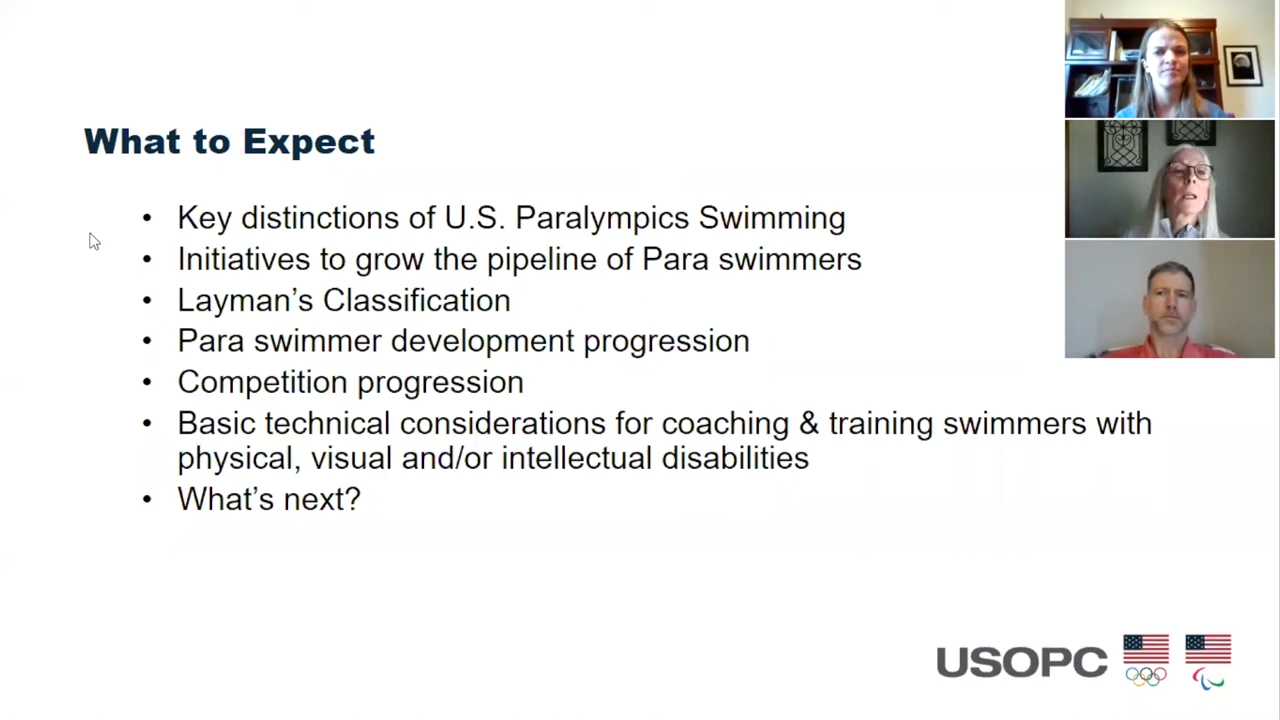 What to Expect
• Key distinctions of U.S. Paralympics Swimming
• Initiatives to grow the pipeline of Para swimmers
• Layman’s Classification
• Para swimmer development progression
• Competition progression
• Basic technical considerations for coaching & training swimmers with
physical, visual and/or intellectual disabilities
• What’s next?
USOPC